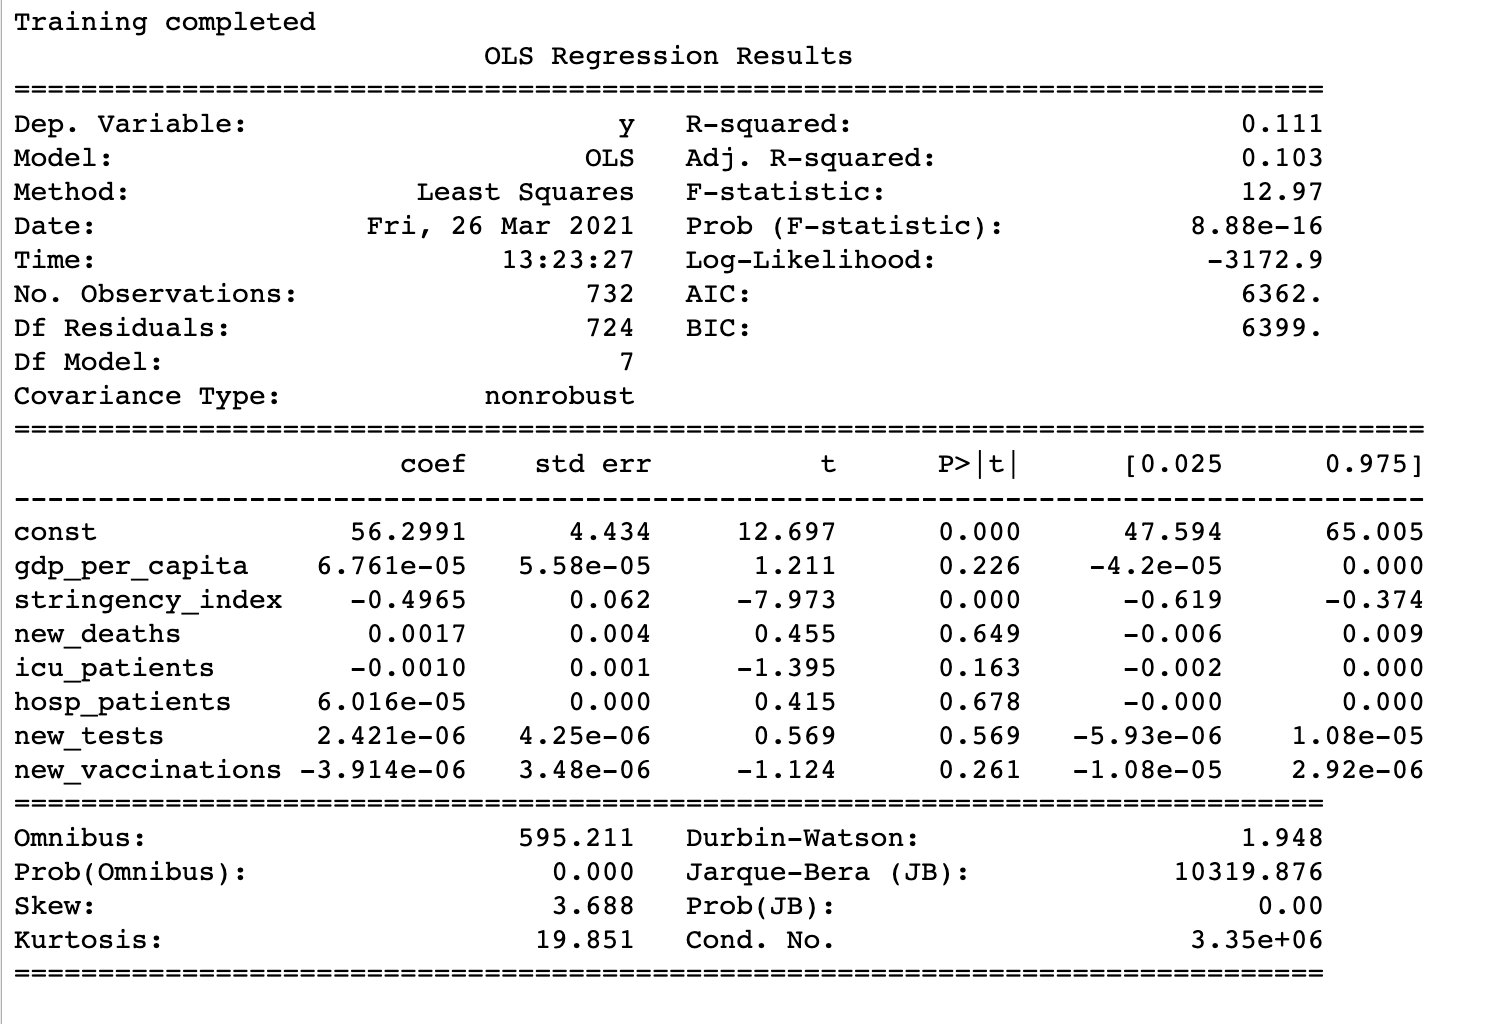 Training completed
OLS Regression Results
==============================================================================
Dep. Variable:                      y   R-squared:                       0.111
Model:                            OLS   Adj. R-squared:                  0.103
Method:                 Least Squares   F-statistic:                     12.97
Date:                Fri, 26 Mar 2021   Prob (F-statistic):           8.88e-16
Time:                        13:23:27   Log-Likelihood:                -3172.9
No. Observations:                 732   AIC:                             6362.
Df Residuals:                     724   BIC:                             6399.
Df Model:                           7
Covariance Type:            nonrobust
====================================================================================
                       coef    std err          t      P>|t|      [0.025      0.975]
------------------------------------------------------------------------------------
const               56.2991      4.434     12.697      0.000      47.594      65.005
gdp_per_capita    6.761e-05   5.58e-05      1.211      0.226    -4.2e-05       0.000
stringency_index    -0.4965      0.062     -7.973      0.000      -0.619      -0.374
new_deaths           0.0017      0.004      0.455      0.649      -0.006       0.009
icu_patients        -0.0010      0.001     -1.395      0.163      -0.002       0.000
hosp_patients     6.016e-05      0.000      0.415      0.678      -0.000       0.000
new_tests         2.421e-06   4.25e-06      0.569      0.569   -5.93e-06    1.08e-05
new_vaccinations -3.914e-06   3.48e-06     -1.124      0.261   -1.08e-05    2.92e-06
==============================================================================
Omnibus:                      595.211   Durbin-Watson:                   1.948
Prob(Omnibus):                  0.000   Jarque-Bera (JB):            10319.876
Skew:                           3.688   Prob(JB):                         0.00
Kurtosis:                      19.851   Cond. No.                     3.35e+06
==============================================================================